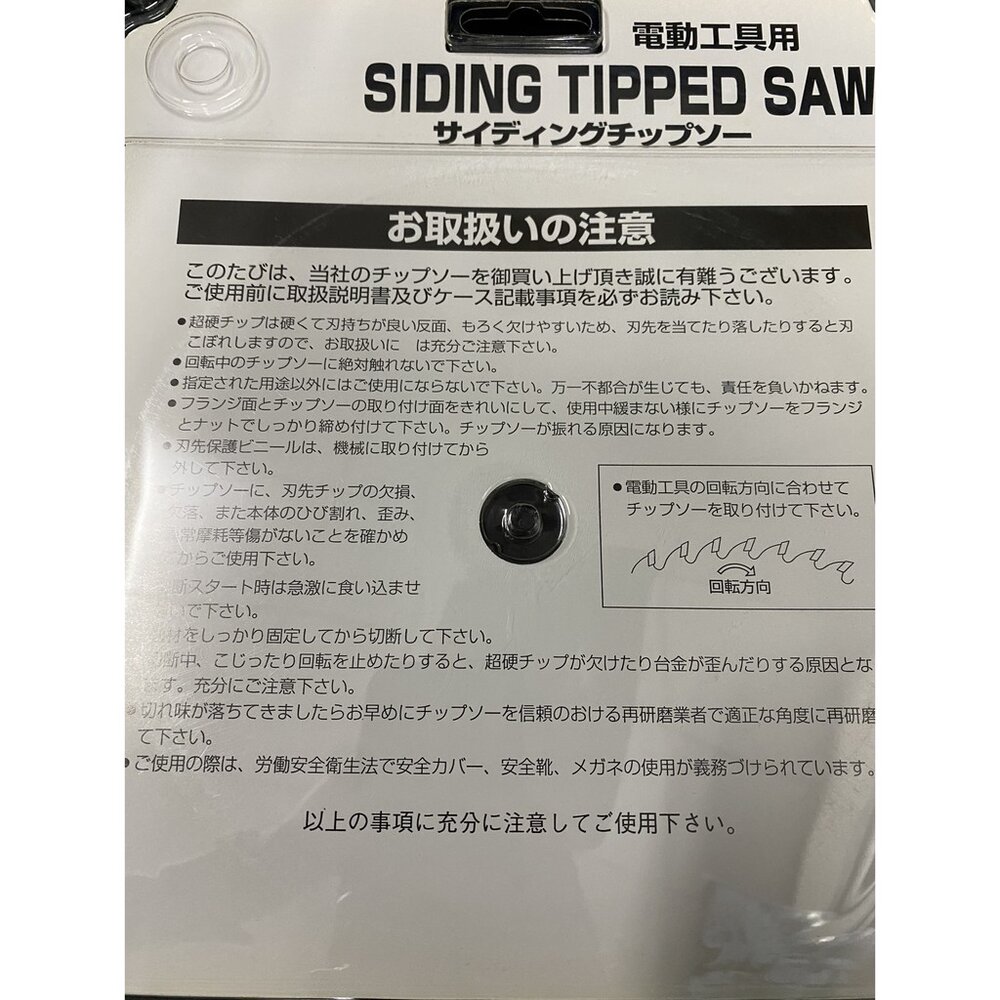 電動工具用
SIDING TIPPED SAW
サイディングチップソー
お取扱いの注意
このたびは、当社のチップソーを御買い上げ頂き誠に有難うございます。
ご使用前に取扱説明書及びケース記載事項を必ずお読み下さい。
●超硬チップは硬くて刃持ちが良い反面、もろく欠けやすいため、刃先を当てたり落したりすると刃
こぼれしますので、お取扱いに　は充分ご注意下さい。
●回転中のチップソーに絶対触れないで下さい。
●指定された用途以外にはご使用にならないで下さい。万一不都合が生じても、責任を負いかねます。
●フランジ面とチップソーの取り付け面をきれいにして、使用中緩まない様にチップソーをフランジ
とナットでしっかり締め付けて下さい。チップソーが振れる原因になります。
●刃先保護ビニールは、機械に取り付けてから
外して下さい。
●チップソーに、刃先チップの欠損、
欠落、また本体のひび割れ、歪み、
常摩耗等傷がないことを確かめ
からご使用下さい。
断スタート時は急激に食い込ませ
いで下さい。
材をしっかり固定してから切断して下さい。
断中、こじったり回転を止めたりすると、超硬チップが欠けたり台金が歪んだりする原因とな
ます。充分にご注意下さい。
●切れ味が落ちてきましたらお早めにチップソーを信頼のおける再研磨業者で適正な角度に再研磨
て下さい。
●ご使用の際は、労働安全衛生法で安全カバー、安全靴、メガネの使用が義務づけられています。
●電動工具の回転方向に合わせて
チップソーを取り付けて下さい。
回転方向
以上の事項に充分に注意してご使用下さい。